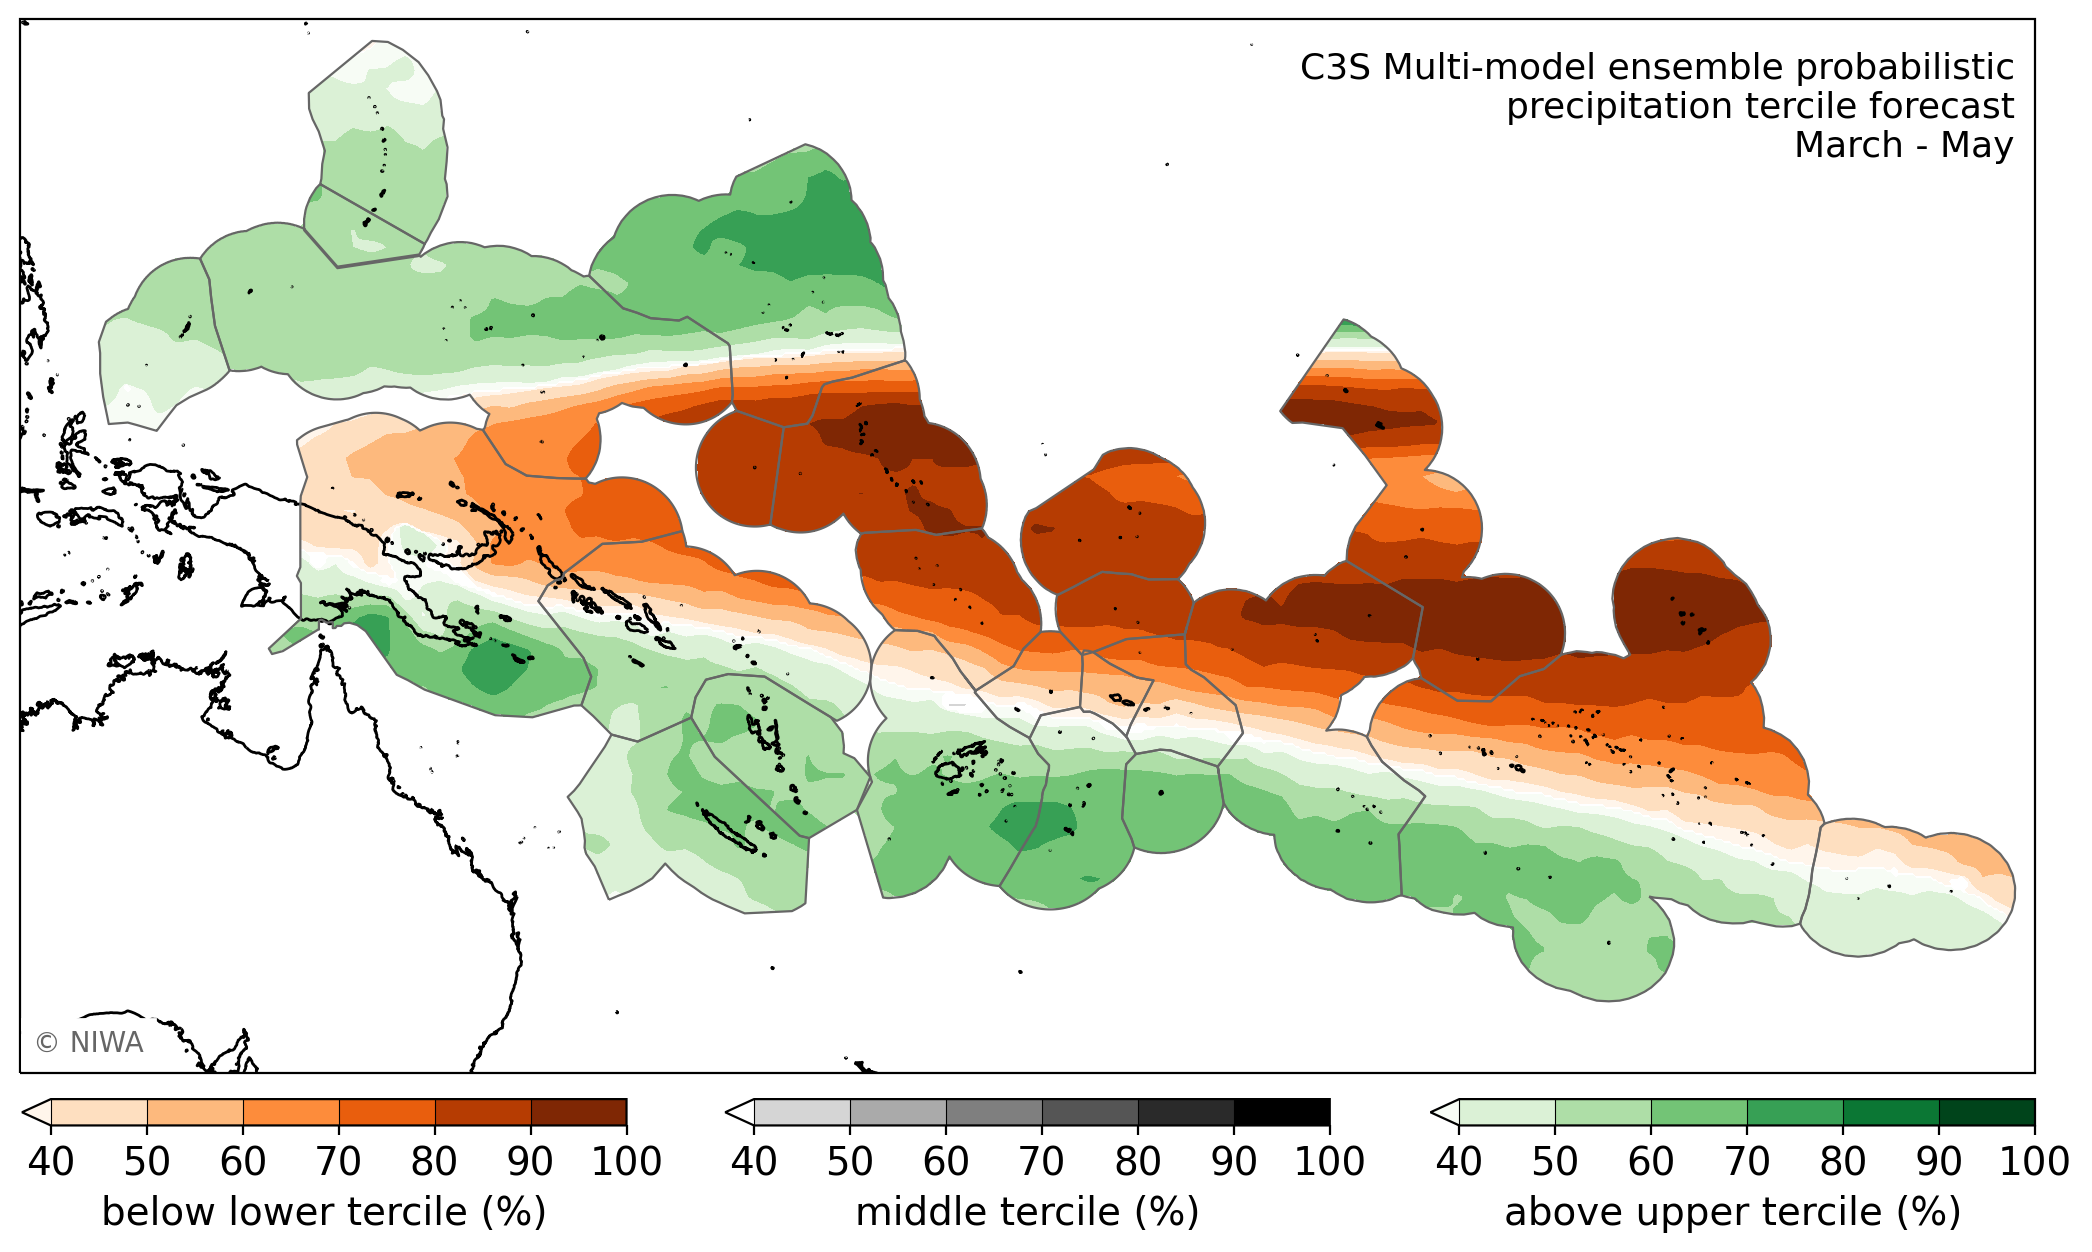 C3S Multi-model ensemble probabilistic
precipitation tercile forecast
March - May
© NIWA
40 50 60 70 80 90 100
below lower tercile (%)
40 50 60 70 80 90 100
middle tercile (%)
40 50 60 70 80 90 100
above upper tercile (%)